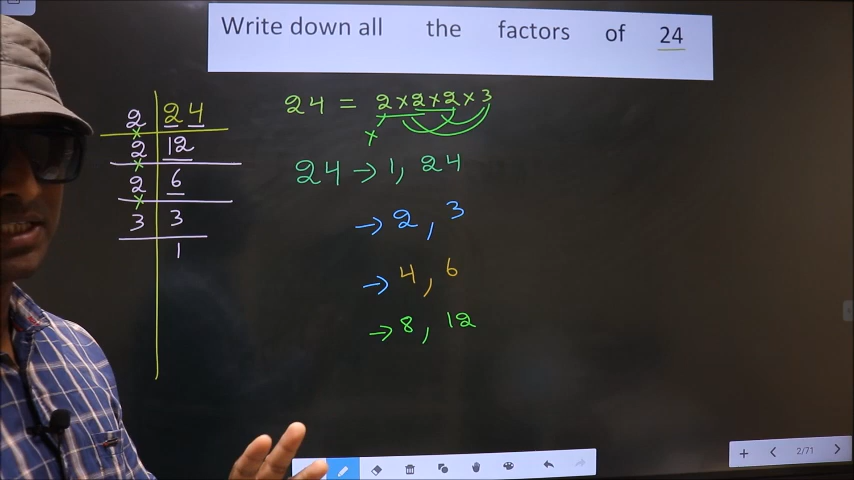 Write down all the factors of 24
2 | 24
2 | 12
2 | 6
3 | 3
1
24 = 2 × 2 × 2 × 3
24 → 1, 24
→ 2, 3
→ 4, 6
→ 8, 12
+ < 2/71 >